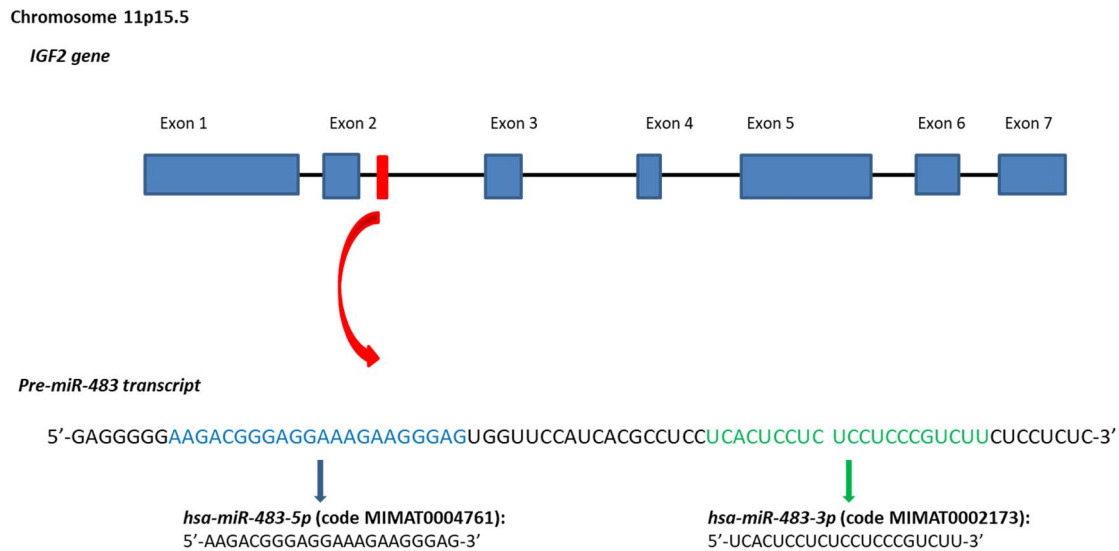 Chromosome 11p15.5
IGF2 gene
Exon 1 Exon 2 Exon 3 Exon 4 Exon 5 Exon 6 Exon 7
Pre-miR-483 transcript
5’-GAGGGGGAAGACGGGAGGAAAGAAGGGAGUGGUUCCAUCACGCCUCCUCACUCCUC UCCUCCCGUCUUCUCCUCUC-3’
hsa-miR-483-5p (code MIMAT0004761): hsa-miR-483-3p (code MIMAT0002173):
5’-AAGACGGGAGGAAAGAAGGGAG-3’ 5’-UCACUCCUCUCCUCCCGUCUU-3’